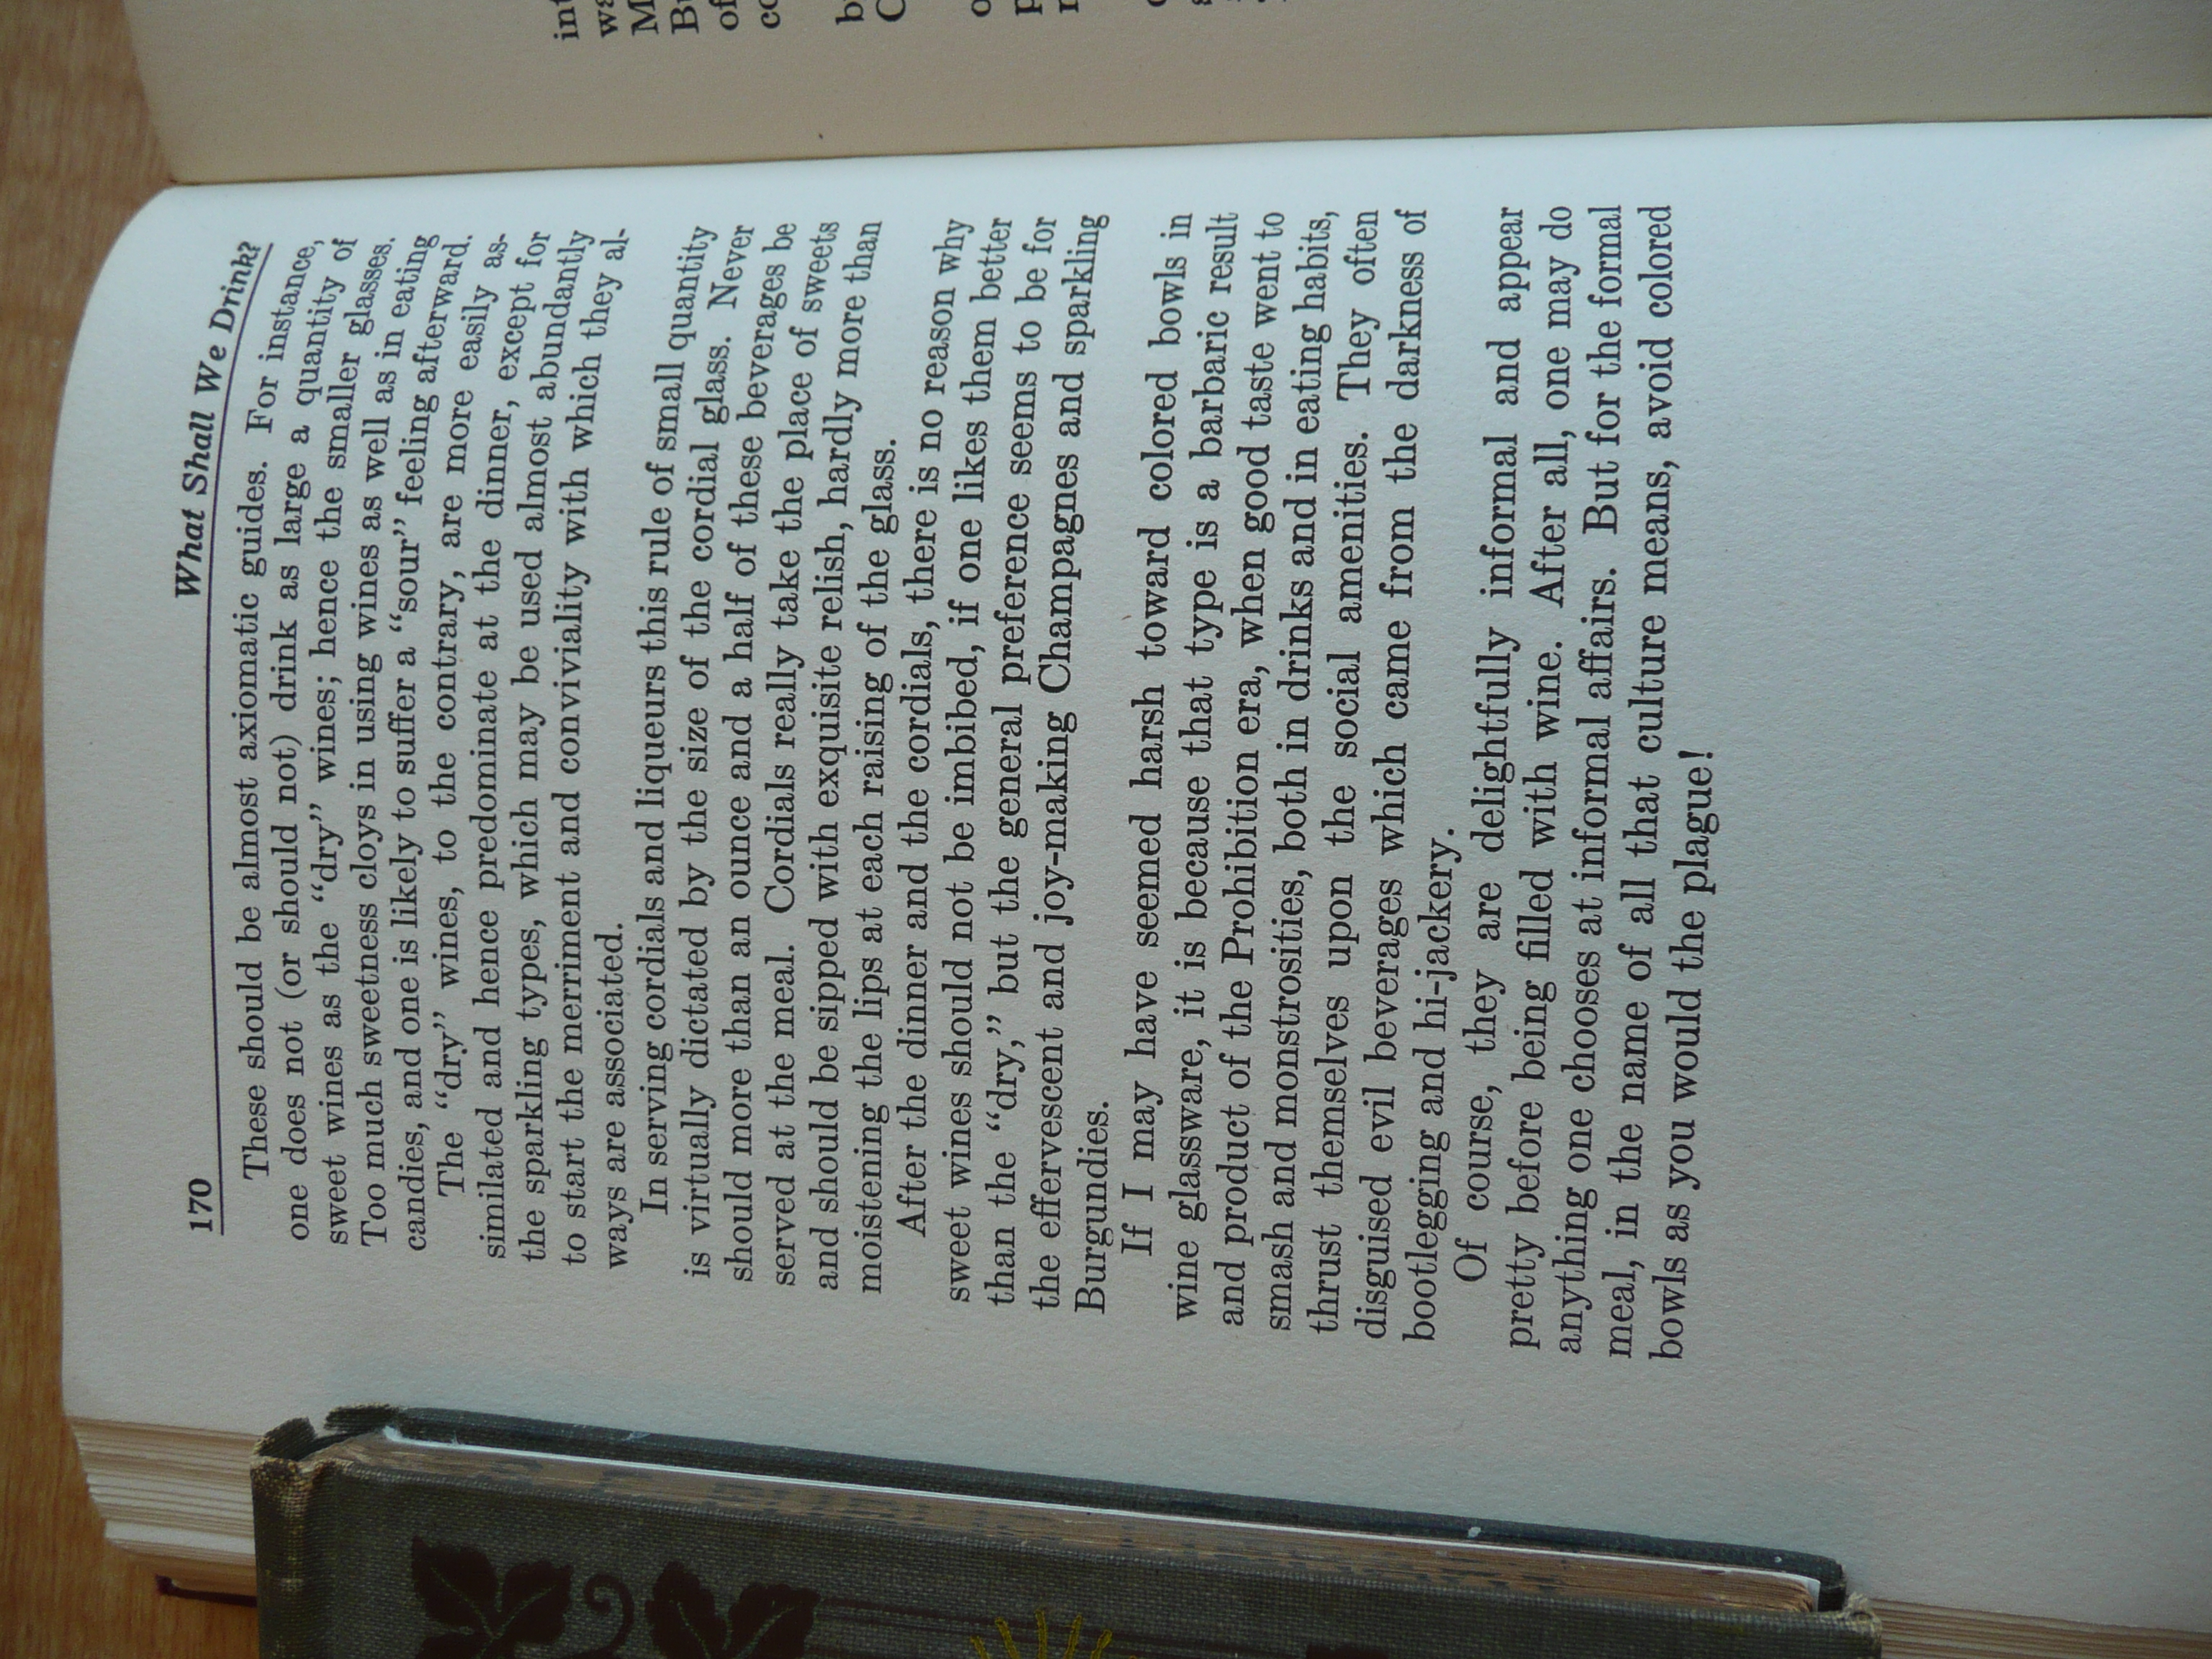 170 What Shall We Drink?
These should be almost axiomatic guides. For instance,
one does not (or should not) drink as large a quantity,
sweet wines as the “dry” wines; hence the smaller glasses.
Too much sweetness cloys in using wines as well as in eating
candies, and one is likely to suffer a “sour” feeling afterward.
The “dry” wines, to the contrary, are more easily as-
similated and hence predominate at the dinner, except for
the sparkling types, which may be used almost abundantly
to start the merriment and conviviality with which they al-
ways are associated.
In serving cordials and liqueurs this rule of small quantity
is virtually dictated by the size of the cordial glass. Never
should more than an ounce and a half of these beverages be
served at the meal. Cordials really take the place of sweets
and should be sipped with exquisite relish, hardly more than
moistening the lips at each raising of the glass.
After the dinner and the cordials, there is no reason why
sweet wines should not be imbibed, if one likes them better
than the “dry,” but the general preference seems to be for
the effervescent and joy-making Champagnes and sparkling
Burgundies.
If I may have seemed harsh toward colored bowls in
wine glassware, it is because that type is a barbaric result
and product of the Prohibition era, when good taste went to
smash and monstrosities, both in drinks and in eating habits,
thrust themselves upon the social amenities. They often
disguised evil beverages which came from the darkness of
bootlegging and hi-jackery.
Of course, they are delightfully informal and appear
pretty before being filled with wine. After all, one may do
anything one chooses at informal affairs. But for the formal
meal, in the name of all that culture means, avoid colored
bowls as you would the plague!